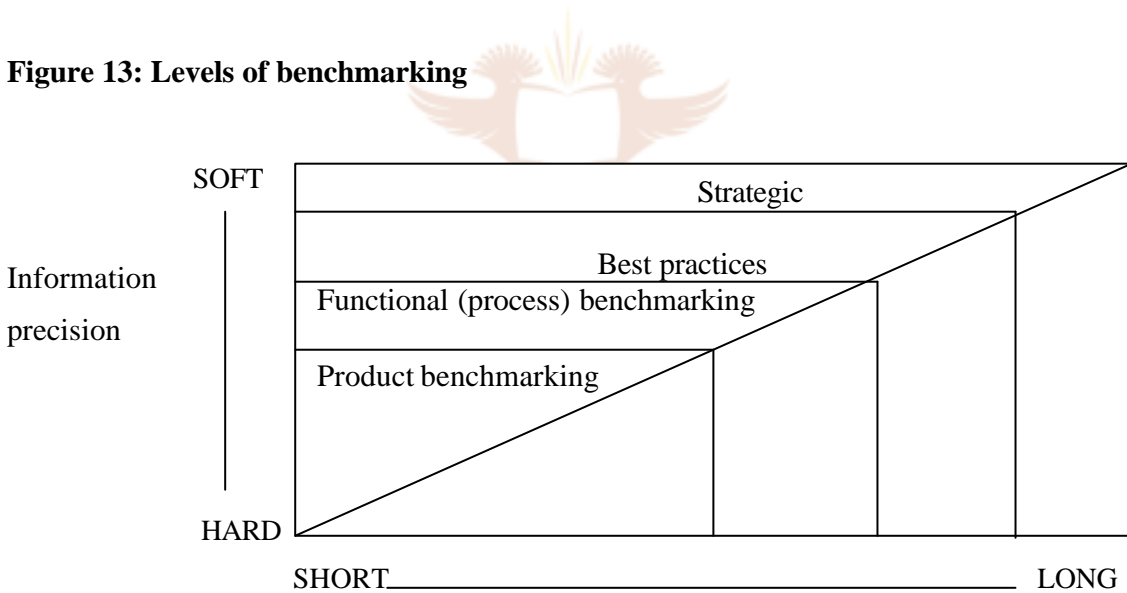 Figure 13: Levels of benchmarking
SOFT
Strategic
Information
precision
Best practices
Functional (process) benchmarking
Product benchmarking
HARD
SHORT
LONG